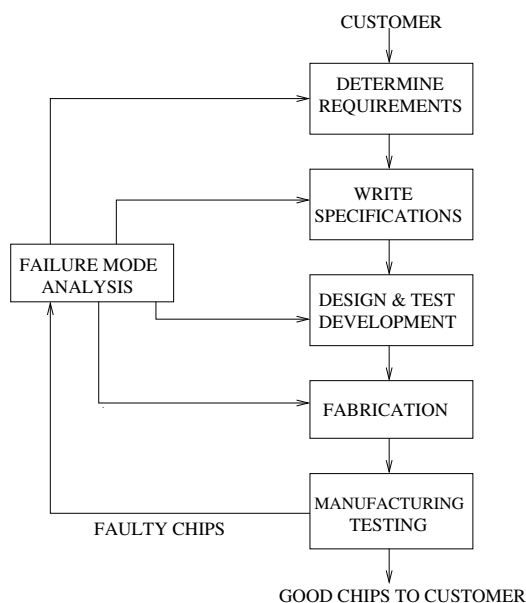 CUSTOMER
DETERMINE
REQUIREMENTS
WRITE
SPECIFICATIONS
FAILURE MODE
ANALYSIS
DESIGN & TEST
DEVELOPMENT
FABRICATION
MANUFACTURING
TESTING
FAULTY CHIPS
GOOD CHIPS TO CUSTOMER